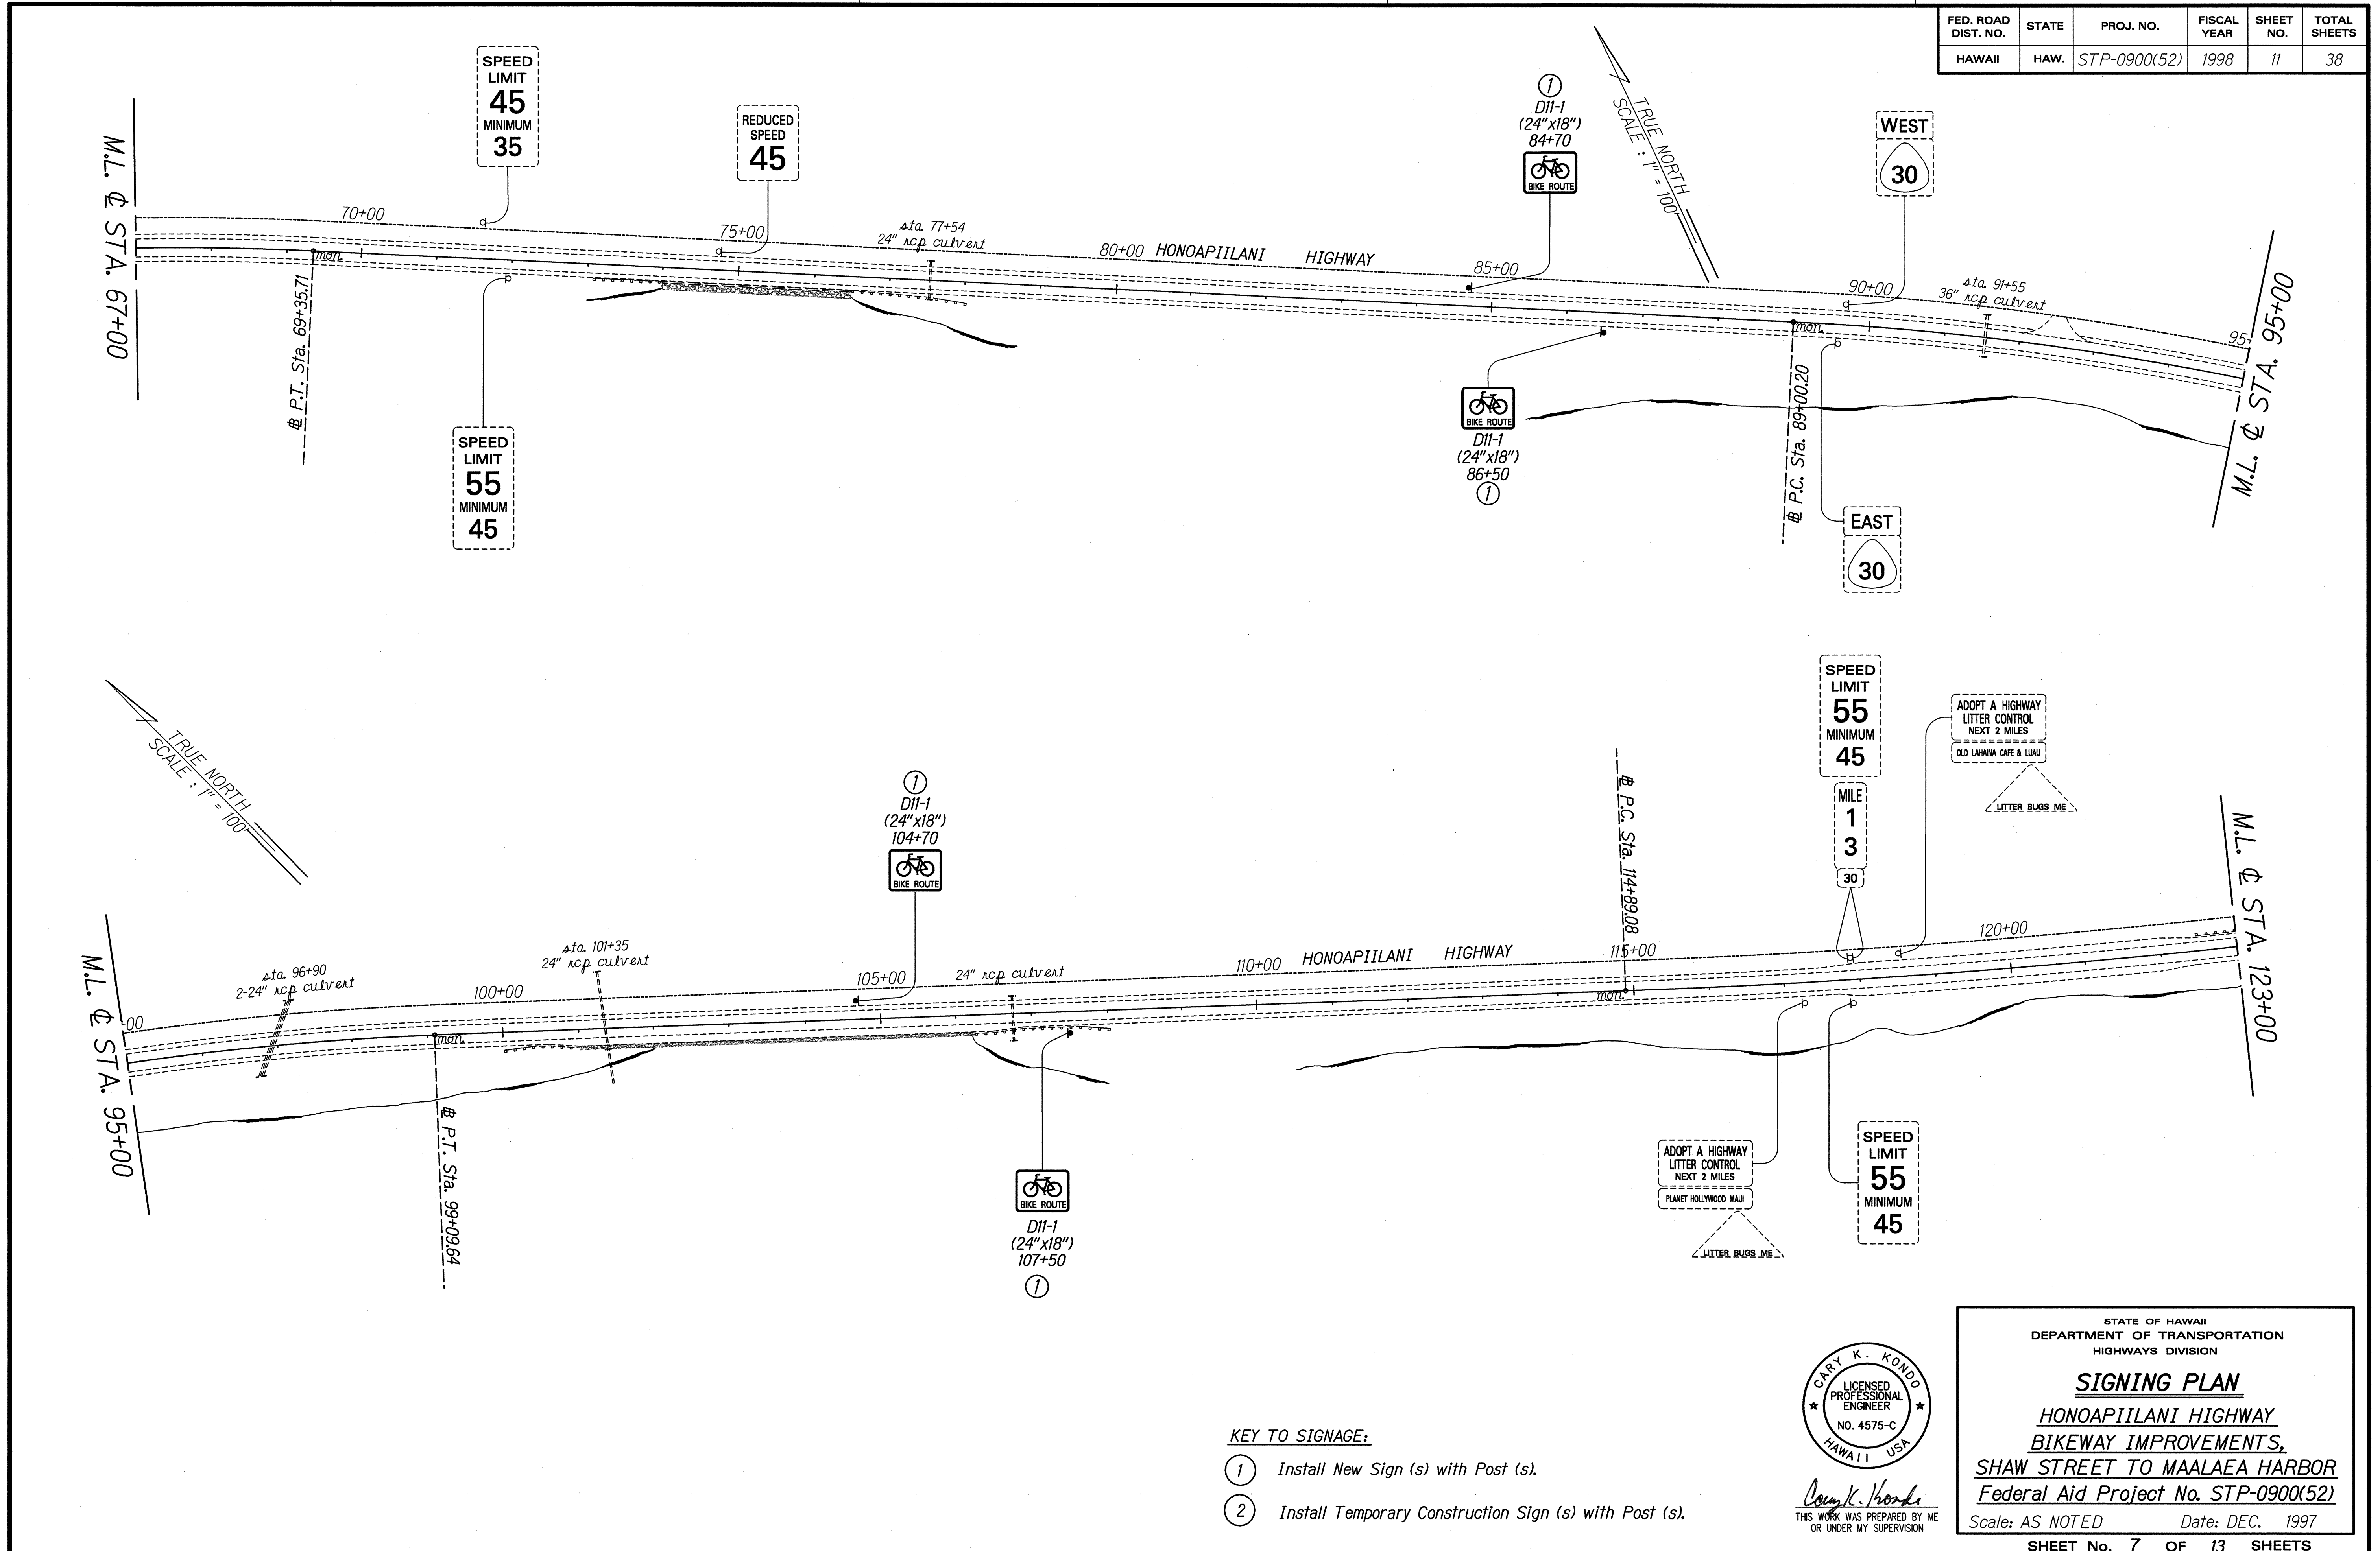 FED. ROAD DIST. NO.
STATE
PROJ. NO.
FISCAL YEAR
SHEET NO.
TOTAL SHEETS
HAWAII
HAW.
STP-0900(52)
1998
11
38
M.L. ℄ STA. 67+00
SPEED
LIMIT
45
MINIMUM
35
REDUCED
SPEED
45
1
D11-1
(24"x18")
84+70
BIKE ROUTE
TRUE NORTH
SCALE : 1" = 100'
WEST
30
70+00
75+00
sta. 77+54
24" rcp culvert
80+00
HONOAPIILANI HIGHWAY
85+00
90+00
sta. 91+55
36" rcp culvert
95+
mon.
mon.
℔ P.T. Sta. 69+35.71
SPEED
LIMIT
55
MINIMUM
45
BIKE ROUTE
D11-1
(24"x18")
86+50
1
℔ P.C. Sta. 89+00.20
EAST
30
M.L. ℄ STA. 95+00
TRUE NORTH
SCALE : 1" = 100'
M.L. ℄ STA. 95+00
+00
sta. 96+90
2-24" rcp culvert
100+00
mon.
℔ P.T. Sta. 99+09.64
sta. 101+35
24" rcp culvert
1
D11-1
(24"x18")
104+70
BIKE ROUTE
105+00
24" rcp culvert
BIKE ROUTE
D11-1
(24"x18")
107+50
1
110+00
HONOAPIILANI HIGHWAY
℔ P.C. Sta. 114+89.08
115+00
mon.
SPEED
LIMIT
55
MINIMUM
45
MILE
1
3
30
ADOPT A HIGHWAY
LITTER CONTROL
NEXT 2 MILES
OLD LAHAINA CAFE & LUAU
LITTER BUGS ME
120+00
M.L. ℄ STA. 123+00
ADOPT A HIGHWAY
LITTER CONTROL
NEXT 2 MILES
PLANET HOLLYWOOD MAUI
LITTER BUGS ME
SPEED
LIMIT
55
MINIMUM
45
KEY TO SIGNAGE:
1 Install New Sign (s) with Post (s).
2 Install Temporary Construction Sign (s) with Post (s).
CARY K. KONDO
LICENSED
PROFESSIONAL
ENGINEER
NO. 4575-C
HAWAII USA
Cary K. Kondo
THIS WORK WAS PREPARED BY ME
OR UNDER MY SUPERVISION
STATE OF HAWAII
DEPARTMENT OF TRANSPORTATION
HIGHWAYS DIVISION
SIGNING PLAN
HONOAPIILANI HIGHWAY
BIKEWAY IMPROVEMENTS,
SHAW STREET TO MAALAEA HARBOR
Federal Aid Project No. STP-0900(52)
Scale: AS NOTED Date: DEC. 1997
SHEET No. 7 OF 13 SHEETS